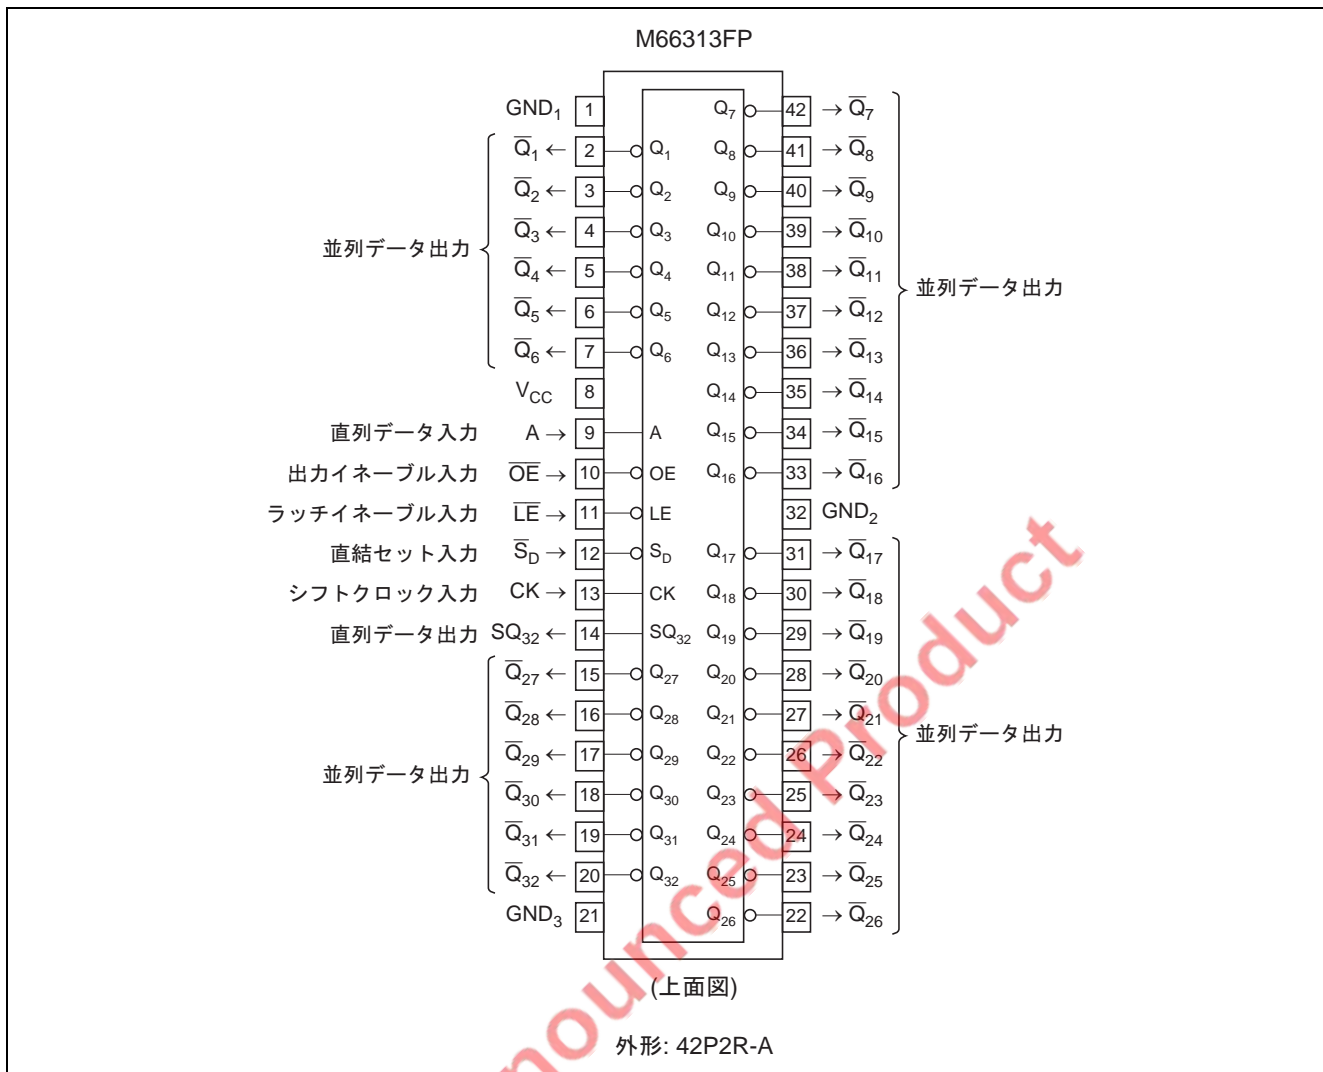 M66313FP
GND₁ 1 Q₇ 42 → Q̅₇
Q̅₁ ← 2 Q₁ Q₈ 41 → Q̅₈
Q̅₂ ← 3 Q₂ Q₉ 40 → Q̅₉
Q̅₃ ← 4 Q₃ Q₁₀ 39 → Q̅₁₀
並列データ出力
Q̅₄ ← 5 Q₄ Q₁₁ 38 → Q̅₁₁
並列データ出力
Q̅₅ ← 6 Q₅ Q₁₂ 37 → Q̅₁₂
Q̅₆ ← 7 Q₆ Q₁₃ 36 → Q̅₁₃
V_CC 8 Q₁₄ 35 → Q̅₁₄
直列データ入力 A → 9 A Q₁₅ 34 → Q̅₁₅
出力イネーブル入力 O̅E̅ → 10 OE Q₁₆ 33 → Q̅₁₆
ラッチイネーブル入力 L̅E̅ → 11 LE 32 GND₂
直結セット入力 S̅_D → 12 S_D Q₁₇ 31 → Q̅₁₇
シフトクロック入力 CK → 13 CK Q₁₈ 30 → Q̅₁₈
直列データ出力 SQ₃₂ ← 14 SQ₃₂ Q₁₉ 29 → Q̅₁₉
Q̅₂₇ ← 15 Q₂₇ Q₂₀ 28 → Q̅₂₀
Q̅₂₈ ← 16 Q₂₈ Q₂₁ 27 → Q̅₂₁
並列データ出力
Q̅₂₉ ← 17 Q₂₉ Q₂₂ 26 → Q̅₂₂
並列データ出力
Q̅₃₀ ← 18 Q₃₀ Q₂₃ 25 → Q̅₂₃
Q̅₃₁ ← 19 Q₃₁ Q₂₄ 24 → Q̅₂₄
Q̅₃₂ ← 20 Q₃₂ Q₂₅ 23 → Q̅₂₅
GND₃ 21 Q₂₆ 22 → Q̅₂₆
(上面図)
外形: 42P2R-A
nounced Product